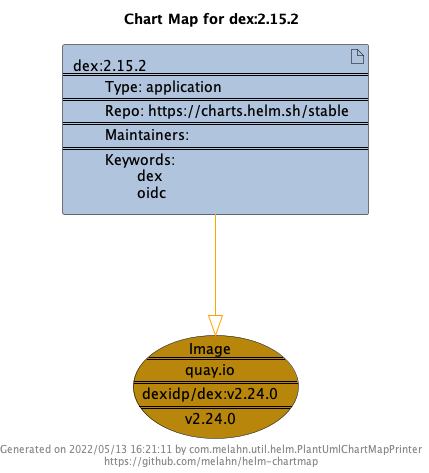 Chart Map for dex:2.15.2
dex:2.15.2
Type: application
Repo: https://charts.helm.sh/stable
Maintainers:
Keywords:
dex
oidc
Image
quay.io
dexidp/dex:v2.24.0
v2.24.0
Generated on 2022/05/13 16:21:11 by com.melahn.util.helm.PlantUmlChartMapPrinter
https://github.com/melahn/helm-chartmap